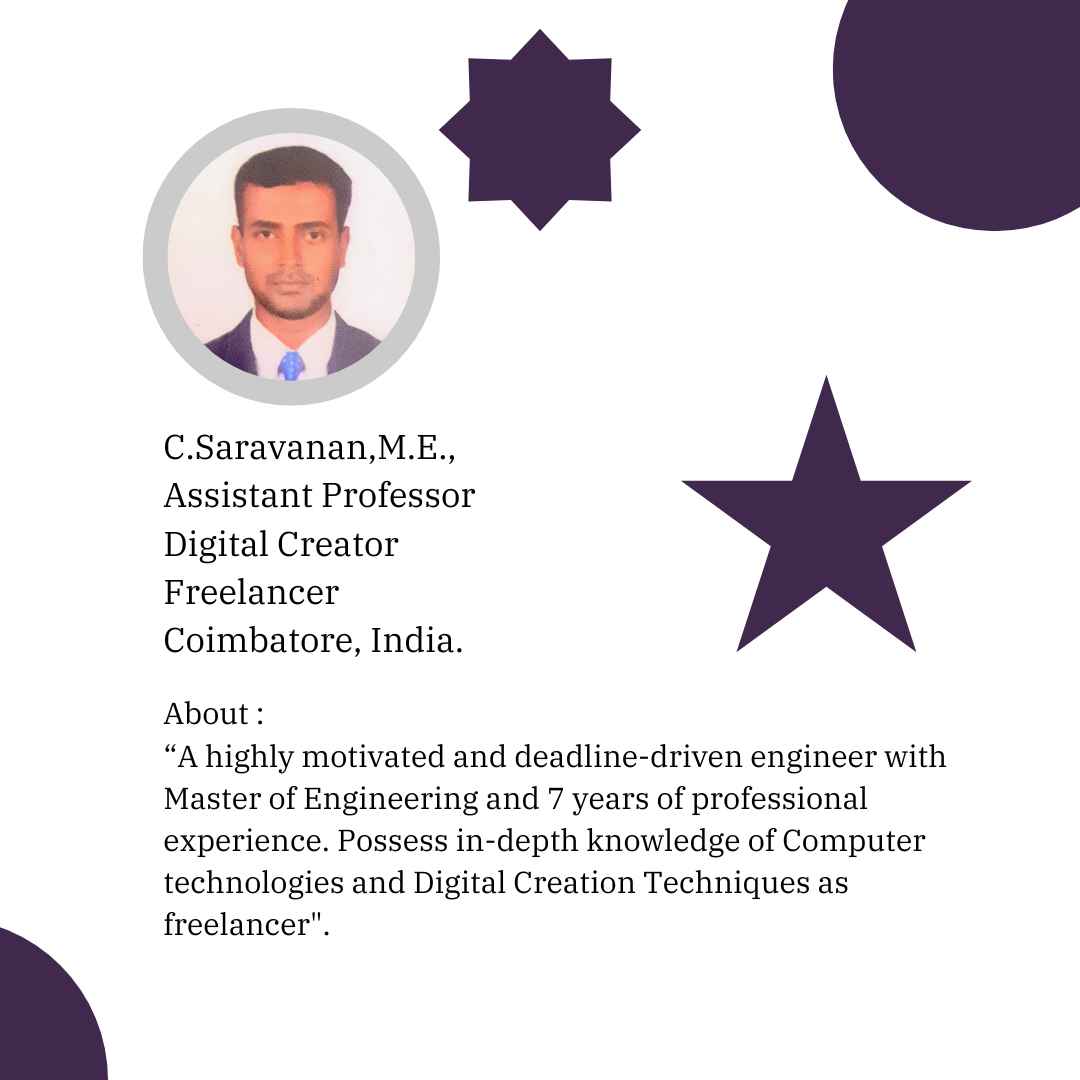 C.Saravanan,M.E.,
Assistant Professor
Digital Creator
Freelancer
Coimbatore, India.
About :
“A highly motivated and deadline-driven engineer with
Master of Engineering and 7 years of professional
experience. Possess in-depth knowledge of Computer
technologies and Digital Creation Techniques as
freelancer".